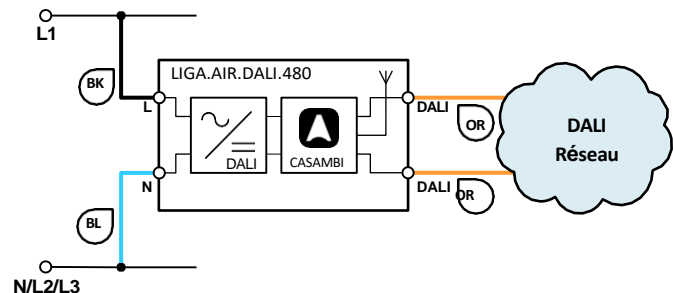 L1
BK
LIGA.AIR.DALI.480
L
DALI
OR
DALI
CASAMBI
DALI
Réseau
N
DALI
OR
BL
N/L2/L3